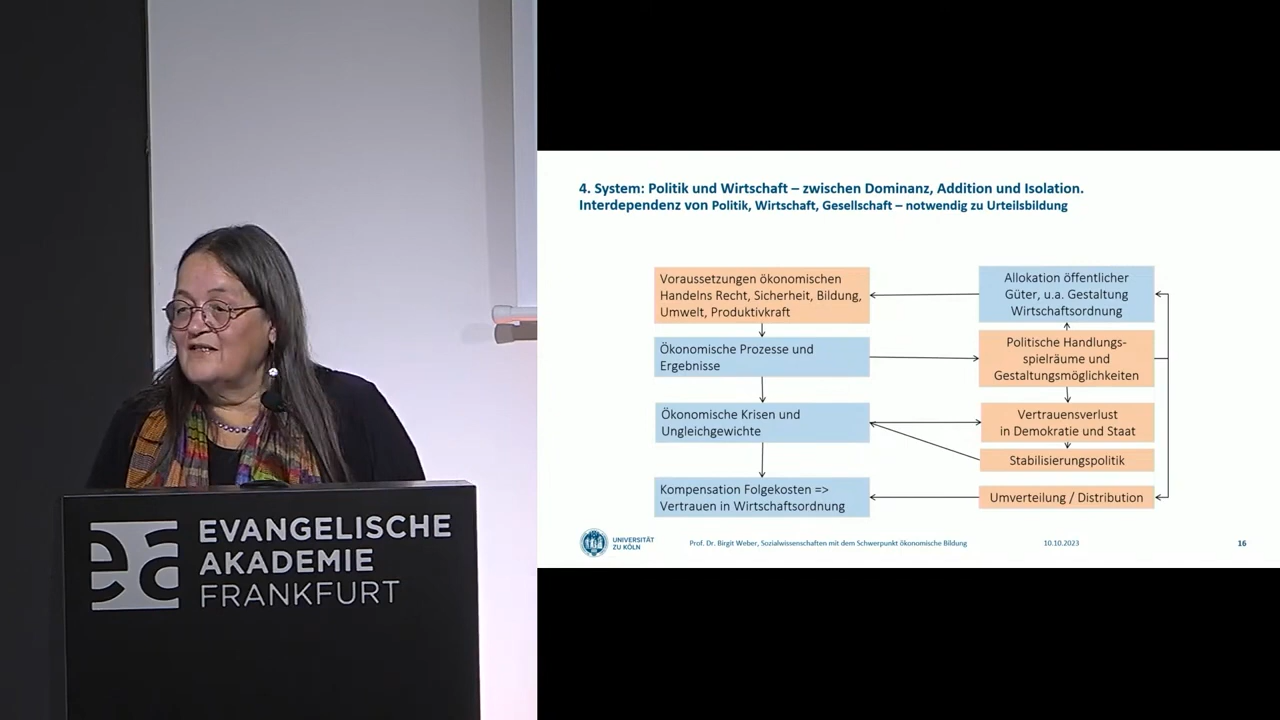 EVANGELISCHE
AKADEMIE
FRANKFURT
4. System: Politik und Wirtschaft – zwischen Dominanz, Addition und Isolation.
Interdependenz von Politik, Wirtschaft, Gesellschaft – notwendig zu Urteilsbildung
Voraussetzungen ökonomischen
Handelns Recht, Sicherheit, Bildung,
Umwelt, Produktivkraft
Ökonomische Prozesse und
Ergebnisse
Ökonomische Krisen und
Ungleichgewichte
Kompensation Folgekosten =>
Vertrauen in Wirtschaftsordnung
Allokation öffentlicher
Güter, u.a. Gestaltung
Wirtschaftsordnung
Politische Handlungs-
spielräume und
Gestaltungsmöglichkeiten
Vertrauensverlust
in Demokratie und Staat
Stabilisierungspolitik
Umverteilung / Distribution
UNIVERSITÄT
ZU KÖLN
Prof. Dr. Birgit Weber, Sozialwissenschaften mit dem Schwerpunkt ökonomische Bildung
10.10.2023
16